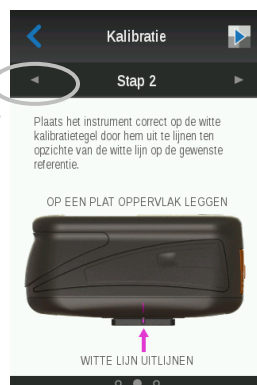 Kalibratie
Stap 2
Plaats het instrument correct op de witte
kalibratietegel door hem uit te lijnen ten
opzichte van de witte lijn op de gewenste
referentie.
OP EEN PLAT OPPERVLAK LEGGEN
WITTE LIJN UITLIJNEN